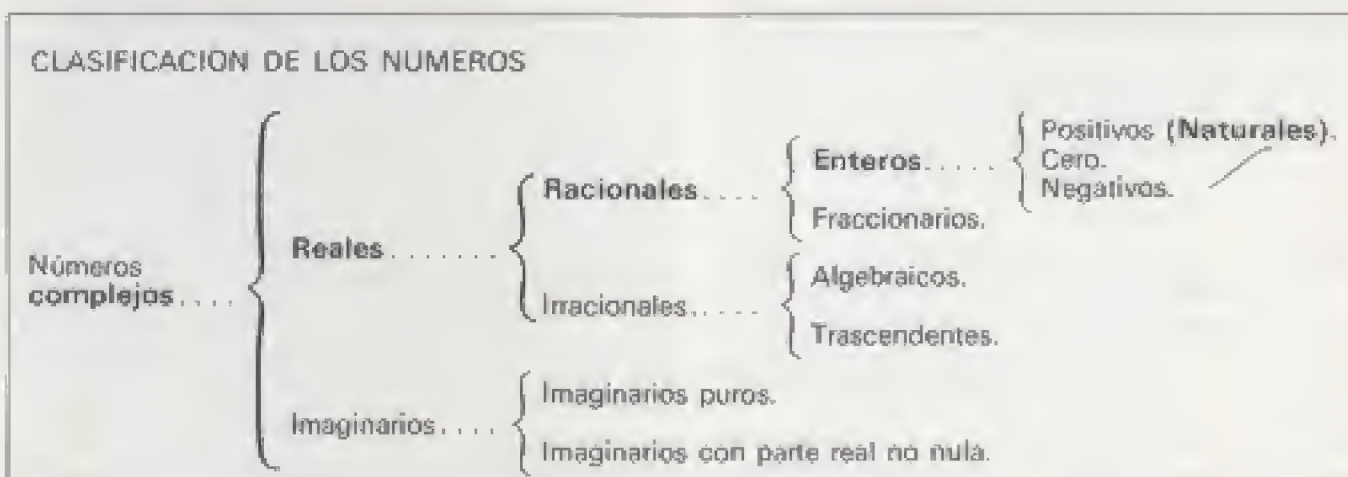 CLASIFICACION DE LOS NUMEROS
Positivos (Naturales).
Enteros..... Cero.
Negativos.
Racionales....
Fraccionarios.
Reales.......
Algebraicos.
Números
complejos....
Irracionales.....
Trascendentes.
Imaginarios puros.
Imaginarios....
Imaginarios con parte real no nula.